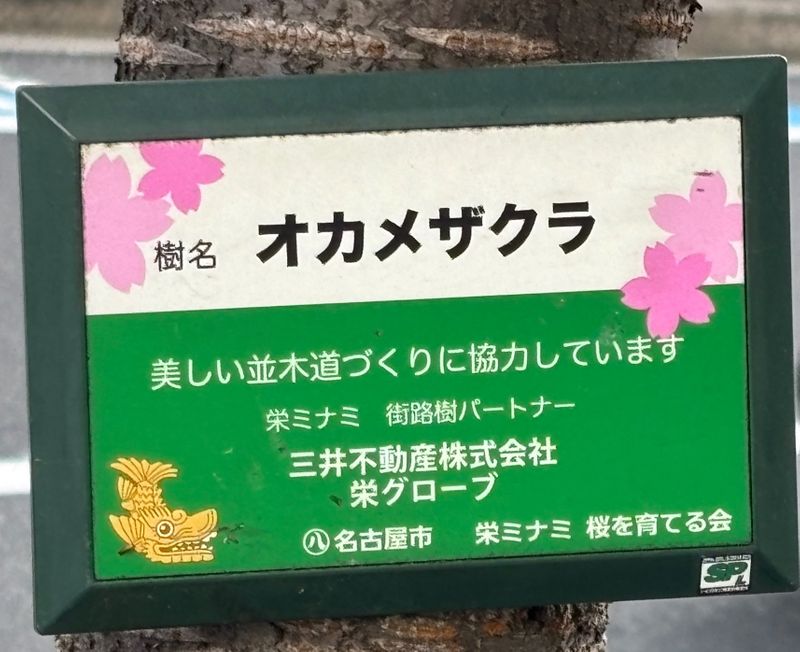 樹名 オカメザクラ
美しい並木道づくりに協力しています
栄ミナミ 街路樹パートナー
三井不動産株式会社
栄グローブ
㊇名古屋市 栄ミナミ 桜を育てる会
SPL